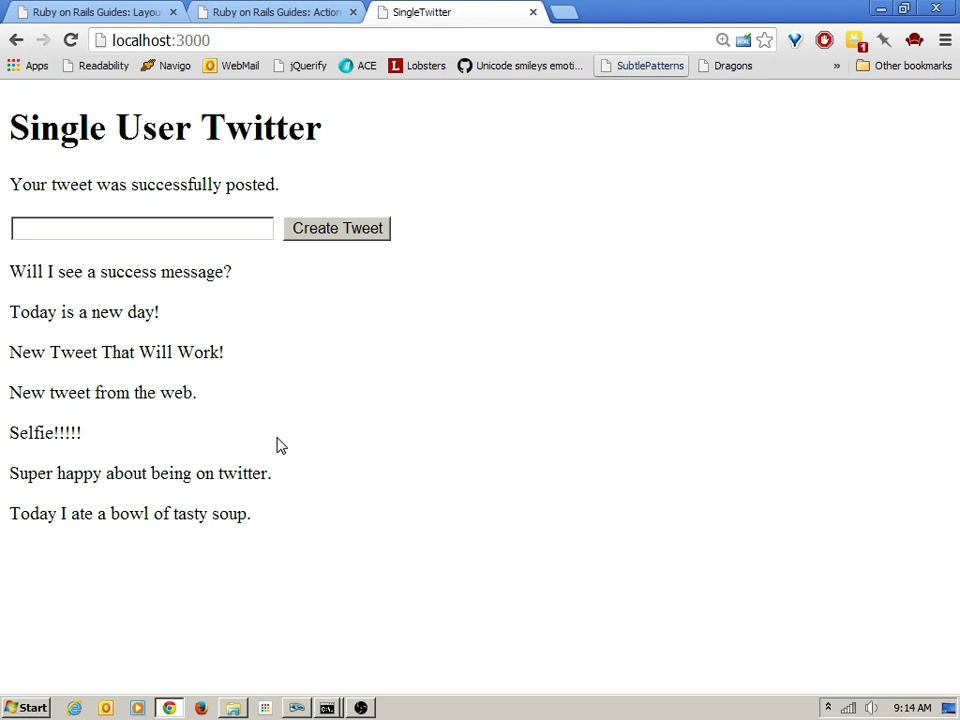 Ruby on Rails Guides: Layou
Ruby on Rails Guides: Action
SingleTwitter
localhost:3000
1
Apps
Readability
Navigo
WebMail
jQuerify
ACE
Lobsters
Unicode smileys emoti...
SubtlePatterns
Dragons
»
Other bookmarks
Single User Twitter
Your tweet was successfully posted.
Create Tweet
Will I see a success message?
Today is a new day!
New Tweet That Will Work!
New tweet from the web.
Selfie!!!!!
Super happy about being on twitter.
Today I ate a bowl of tasty soup.
Start
9:14 AM